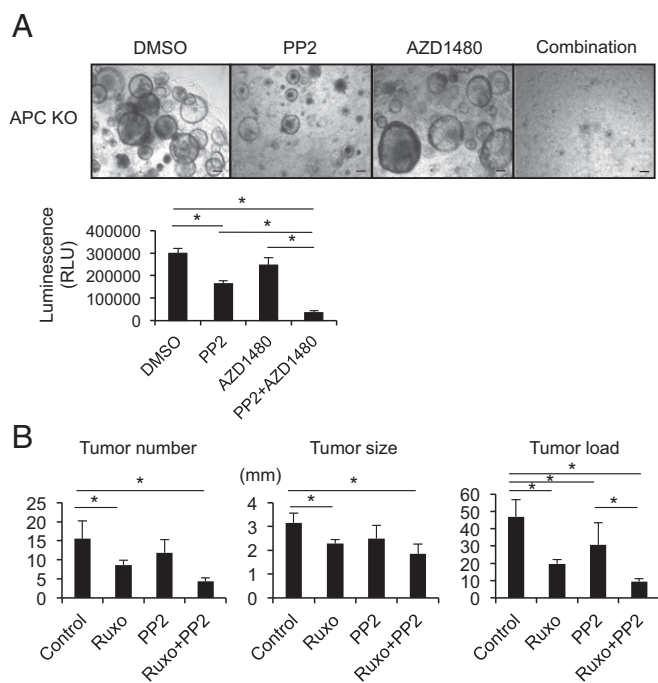 A
DMSO PP2 AZD1480 Combination
APC KO
* 
* *
*
Luminescence
(RLU)
400000
300000
200000
100000
0
DMSO
PP2
AZD1480
PP2+AZD1480
B
Tumor number
*
*
25
20
15
10
5
0
Control
Ruxo
PP2
Ruxo+PP2
Tumor size
(mm)
*
*
4
3
2
1
0
Control
Ruxo
PP2
Ruxo+PP2
Tumor load
*
*
* *
60
50
40
30
20
10
0
Control
Ruxo
PP2
Ruxo+PP2